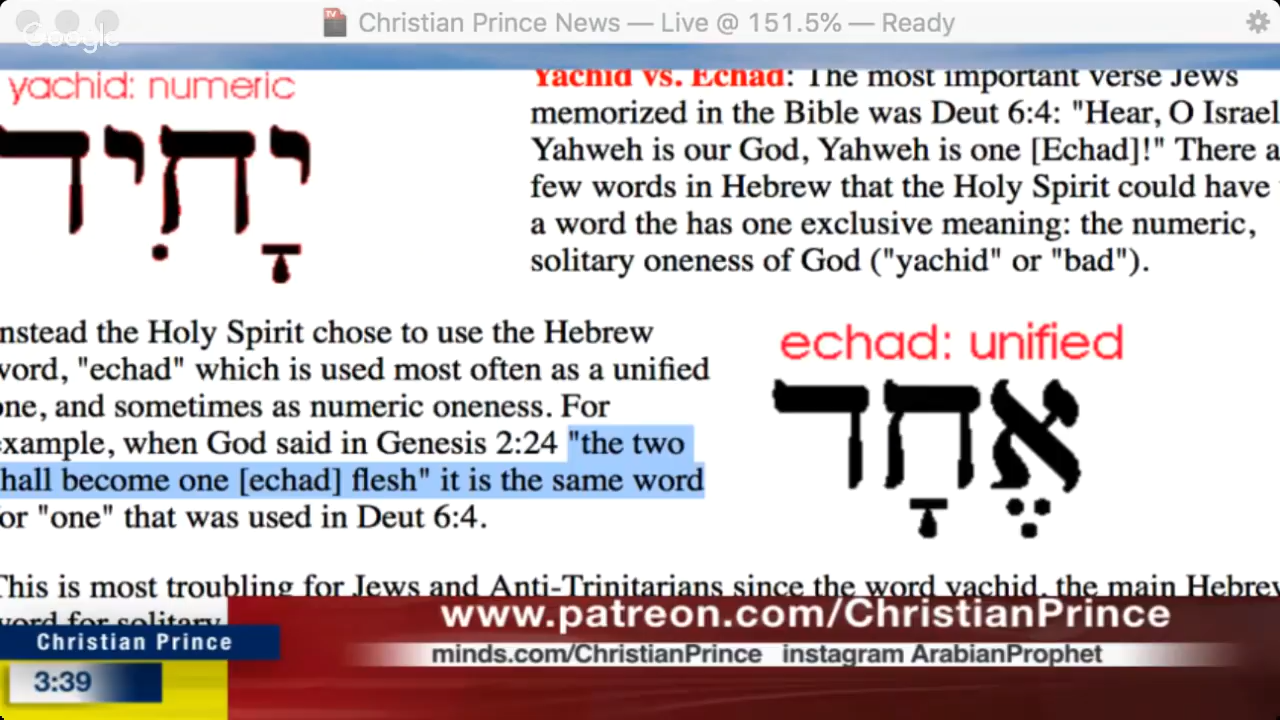 Christian Prince News — Live @ 151.5% — Ready
Google
yachid: numeric
יָחִיד
Yachid vs. Echad: The most important verse Jews
memorized in the Bible was Deut 6:4: "Hear, O Israel
Yahweh is our God, Yahweh is one [Echad]!" There a
few words in Hebrew that the Holy Spirit could have
a word the has one exclusive meaning: the numeric,
solitary oneness of God ("yachid" or "bad").
nstead the Holy Spirit chose to use the Hebrew
word, "echad" which is used most often as a unified
one, and sometimes as numeric oneness. For
example, when God said in Genesis 2:24 "the two
hall become one [echad] flesh" it is the same word
for "one" that was used in Deut 6:4.
echad: unified
אֶחָד
This is most troubling for Jews and Anti-Trinitarians since the word yachid, the main Hebrew
word for solitary
www.patreon.com/ChristianPrince
Christian Prince
minds.com/ChristianPrince instagram ArabianProphet
3:39